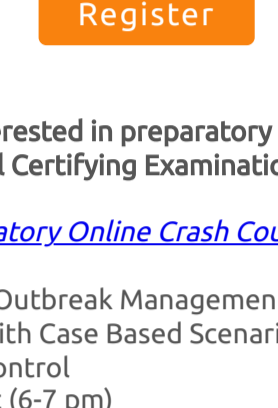 Register
erested in preparatory
l Certifying Examinatio
atory Online Crash Cou
Outbreak Managemen
ith Case Based Scenari
ontrol
t (6-7 pm)